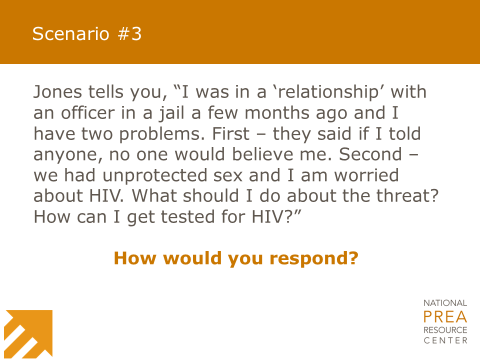 Scenario #3
Jones tells you, “I was in a ‘relationship’ with
an officer in a jail a few months ago and I
have two problems. First – they said if I told
anyone, no one would believe me. Second –
we had unprotected sex and I am worried
about HIV. What should I do about the threat?
How can I get tested for HIV?”
How would you respond?
NATIONAL
PREA
RESOURCE
CENTER